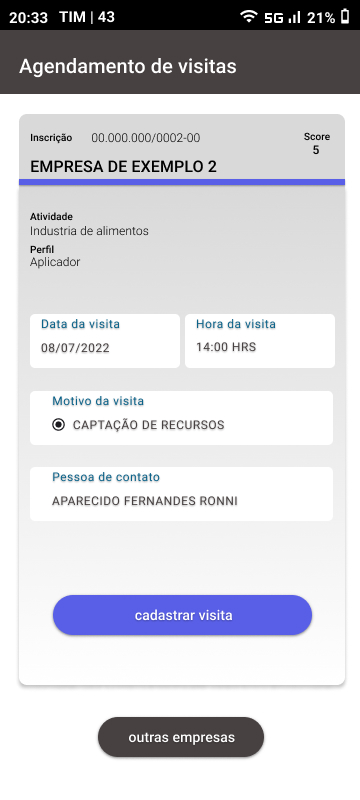 20:33 TIM | 43 5G 21%
Agendamento de visitas
Inscrição 00.000.000/0002-00 Score
5
EMPRESA DE EXEMPLO 2
Atividade
Industria de alimentos
Perfil
Aplicador
Data da visita Hora da visita
08/07/2022 14:00 HRS
Motivo da visita
CAPTAÇÃO DE RECURSOS
Pessoa de contato
APARECIDO FERNANDES RONNI
cadastrar visita
outras empresas